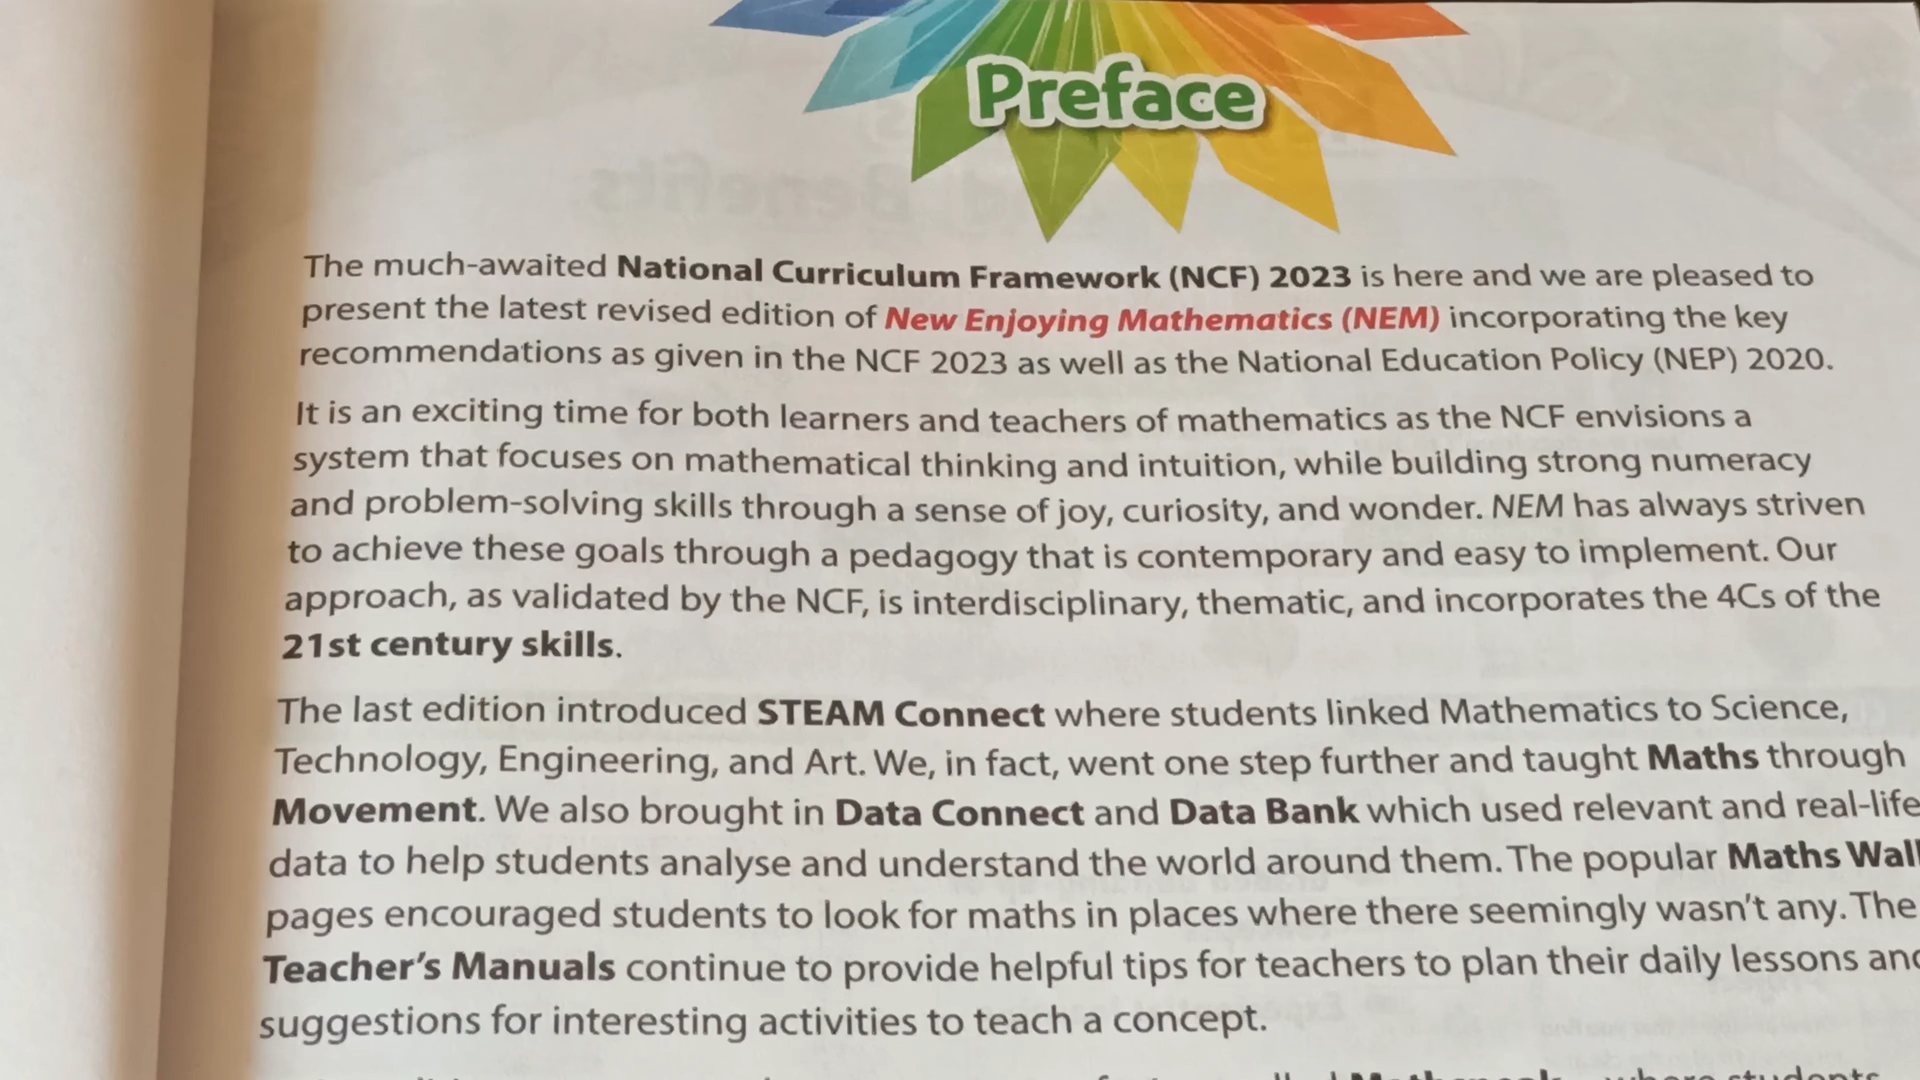 Preface
The much-awaited National Curriculum Framework (NCF) 2023 is here and we are pleased to
present the latest revised edition of New Enjoying Mathematics (NEM) incorporating the key
recommendations as given in the NCF 2023 as well as the National Education Policy (NEP) 2020.
It is an exciting time for both learners and teachers of mathematics as the NCF envisions a
system that focuses on mathematical thinking and intuition, while building strong numeracy
and problem-solving skills through a sense of joy, curiosity, and wonder. NEM has always striven
to achieve these goals through a pedagogy that is contemporary and easy to implement. Our
approach, as validated by the NCF, is interdisciplinary, thematic, and incorporates the 4Cs of the
21st century skills.
The last edition introduced STEAM Connect where students linked Mathematics to Science,
Technology, Engineering, and Art. We, in fact, went one step further and taught Maths through
Movement. We also brought in Data Connect and Data Bank which used relevant and real-life
data to help students analyse and understand the world around them. The popular Maths Wall
pages encouraged students to look for maths in places where there seemingly wasn't any. The
Teacher's Manuals continue to provide helpful tips for teachers to plan their daily lessons and
suggestions for interesting activities to teach a concept.
where students